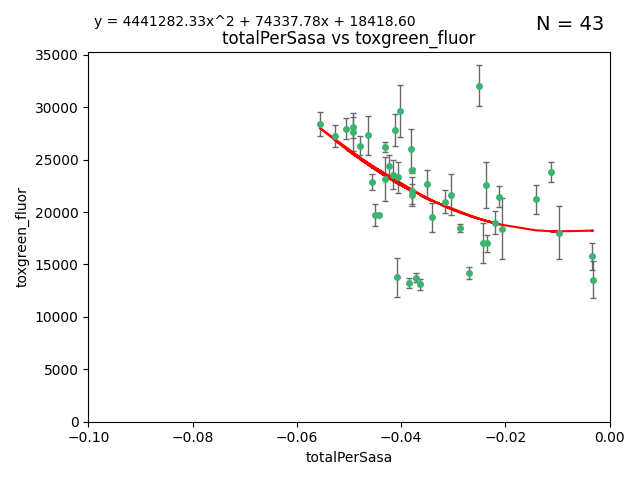 y = 4441282.33x^2 + 74337.78x + 18418.60
N = 43
totalPerSasa vs toxgreen_fluor
35000
30000
25000
20000
15000
10000
5000
0
toxgreen_fluor
−0.10 −0.08 −0.06 −0.04 −0.02 0.00
totalPerSasa